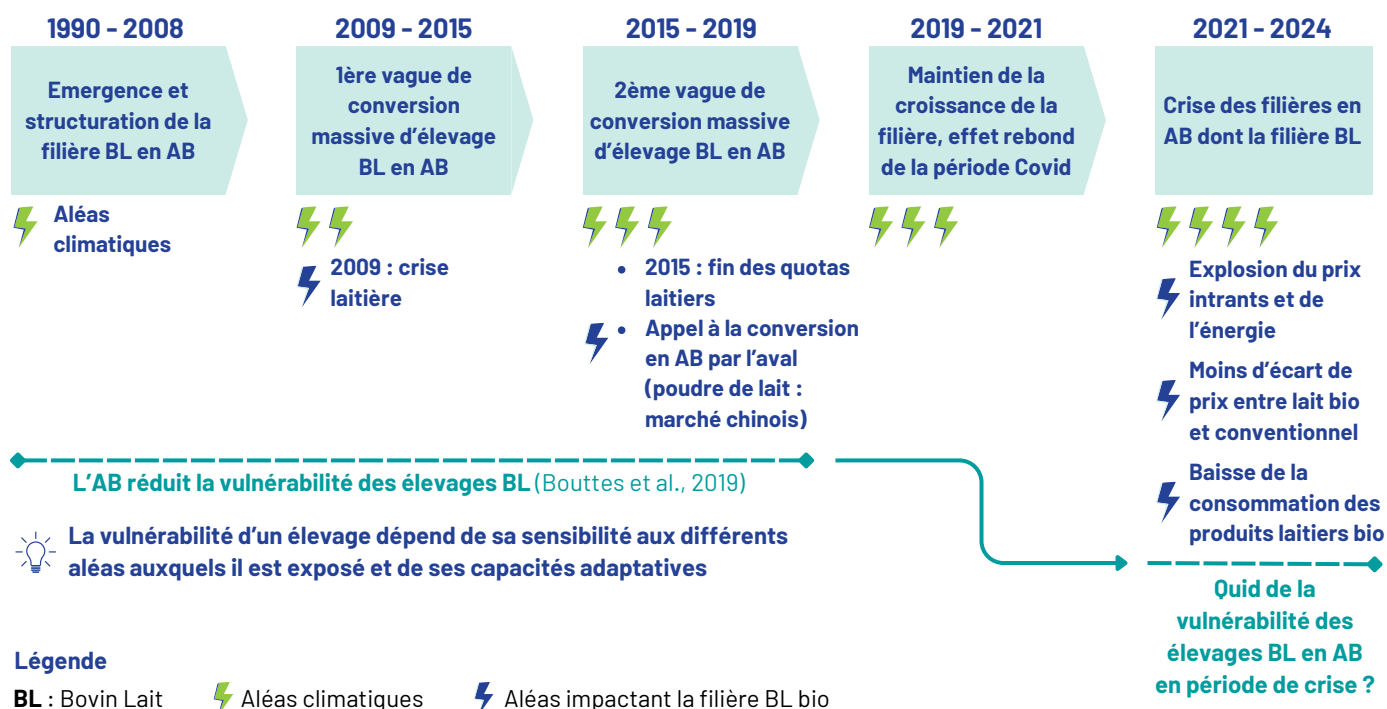 1990 - 2008
Emergence et
structuration de la
filière BL en AB
Aléas
climatiques
2009 - 2015
1ère vague de
conversion
massive d'élevage
BL en AB
2009 : crise
laitière
2015 - 2019
2ème vague de
conversion massive
d'élevage BL en AB
• 2015 : fin des quotas
laitiers
• Appel à la conversion
en AB par l'aval
(poudre de lait :
marché chinois)
2019 - 2021
Maintien de la
croissance de la
filière, effet rebond
de la période Covid
2021 - 2024
Crise des filières en
AB dont la filière BL
Explosion du prix
intrants et de
l'énergie
Moins d'écart de
prix entre lait bio
et conventionnel
Baisse de la
consommation des
produits laitiers bio
L'AB réduit la vulnérabilité des élevages BL (Bouttes et al., 2019)
La vulnérabilité d'un élevage dépend de sa sensibilité aux différents
aléas auxquels il est exposé et de ses capacités adaptatives
Quid de la
vulnérabilité des
élevages BL en AB
en période de crise ?
Légende
BL : Bovin Lait Aléas climatiques Aléas impactant la filière BL bio